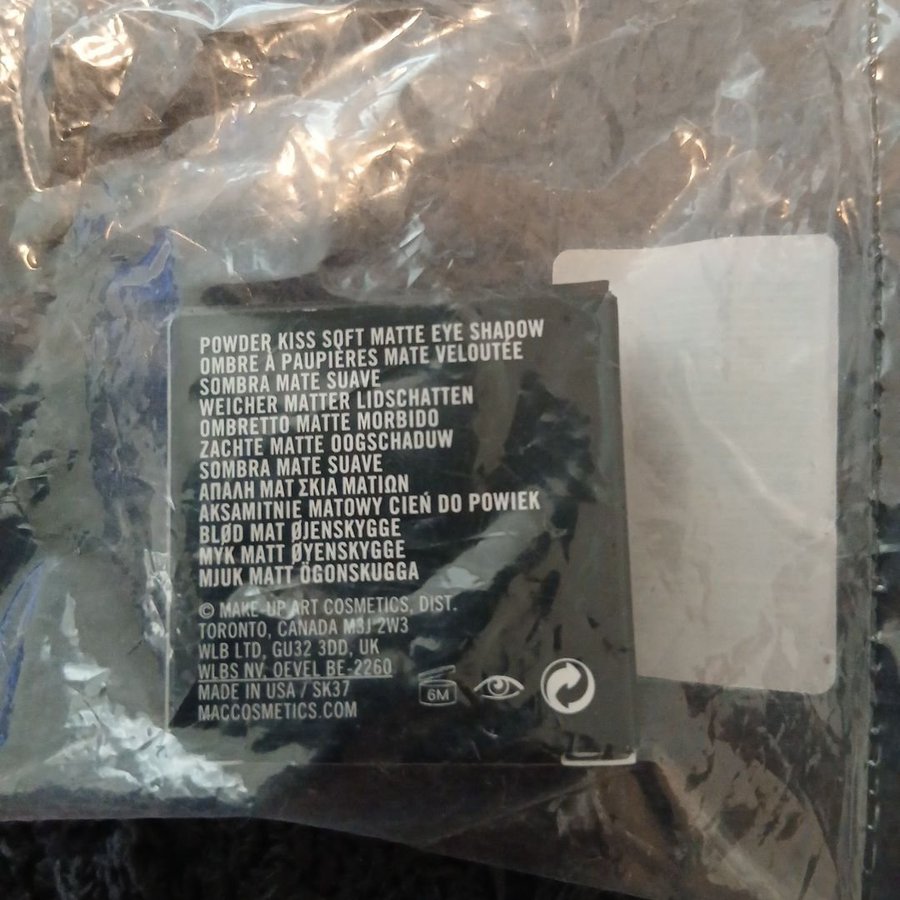 POWDER KISS SOFT MATTE EYE SHADOW
OMBRE À PAUPIÈRES MATE VELOUTÉE
SOMBRA MATE SUAVE
WEICHER MATTER LIDSCHATTEN
OMBRETTO MATTE MORBIDO
ZACHTE MATTE OOGSCHADUW
SOMBRA MATE SUAVE
ΑΠΑΛΗ ΜΑΤ ΣΚΙΑ ΜΑΤΙΩΝ
AKSAMITNIE MATOWY CIEŃ DO POWIEK
BLØD MAT ØJENSKYGGE
MYK MATT ØYENSKYGGE
MJUK MATT ÖGONSKUGGA
© MAKE-UP ART COSMETICS, DIST.
TORONTO, CANADA M3J 2W3
WLB LTD, GU32 3DD, UK
WLBS NV, OEVEL BE-2260
MADE IN USA / SK37
MACCOSMETICS.COM
6M